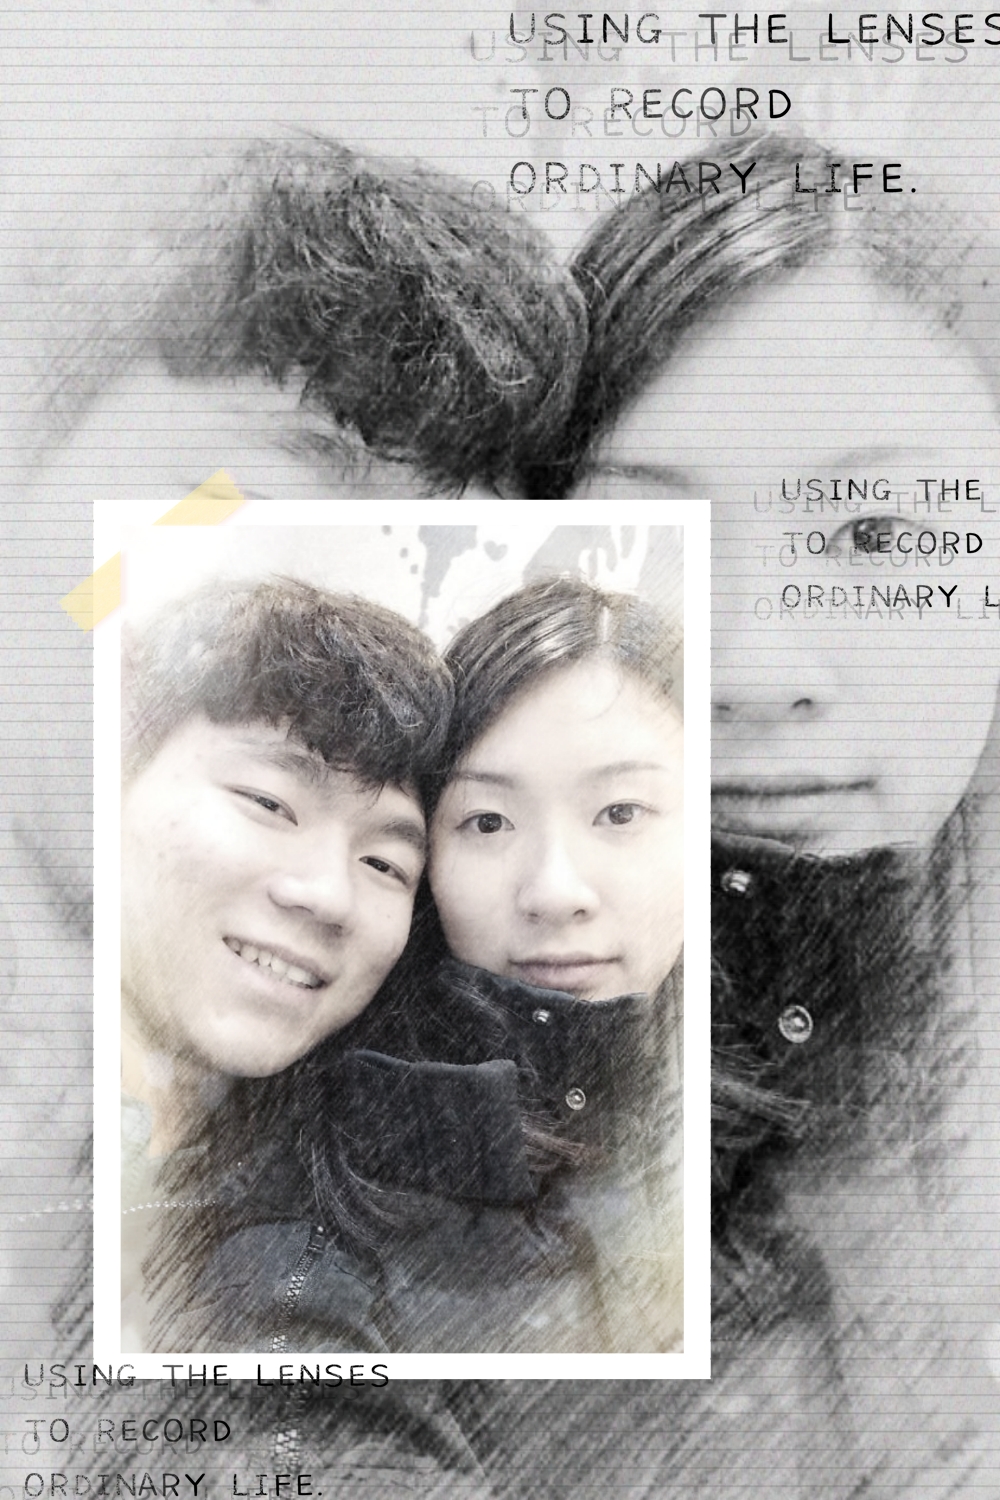 USING THE LENSES
TO RECORD
ORDINARY LIFE.
USING THE L
TO RECORD
ORDINARY L
USING THE LENSES
TO RECORD
ORDINARY LIFE.